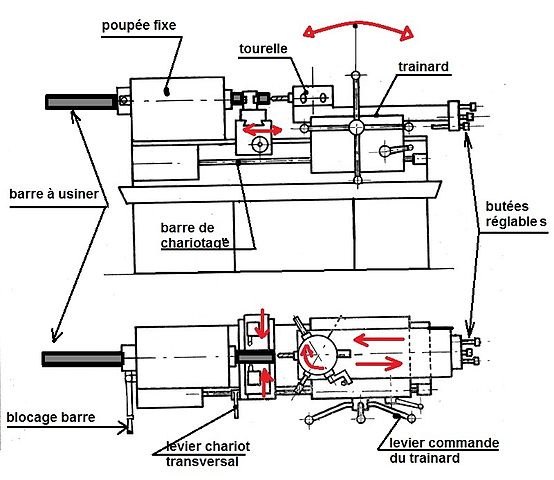 poupée fixe
tourelle
trainard
barre à usiner
barre de
chariotage
butées
réglables
blocage barre
levier chariot
transversal
levier commande
du trainard